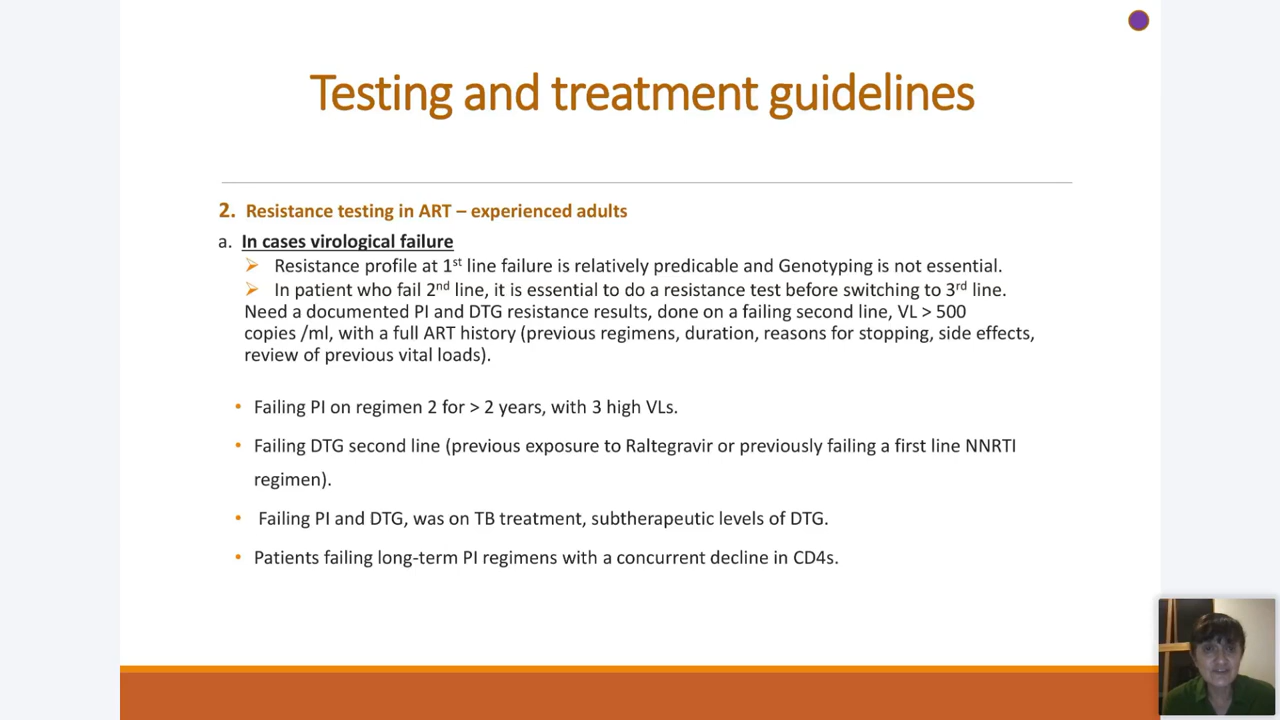 Testing and treatment guidelines
2. Resistance testing in ART – experienced adults
a. In cases virological failure
➢ Resistance profile at 1st line failure is relatively predicable and Genotyping is not essential.
➢ In patient who fail 2nd line, it is essential to do a resistance test before switching to 3rd line.
Need a documented PI and DTG resistance results, done on a failing second line, VL > 500
copies /ml, with a full ART history (previous regimens, duration, reasons for stopping, side effects,
review of previous vital loads).
• Failing PI on regimen 2 for > 2 years, with 3 high VLs.
• Failing DTG second line (previous exposure to Raltegravir or previously failing a first line NNRTI
regimen).
• Failing PI and DTG, was on TB treatment, subtherapeutic levels of DTG.
• Patients failing long-term PI regimens with a concurrent decline in CD4s.